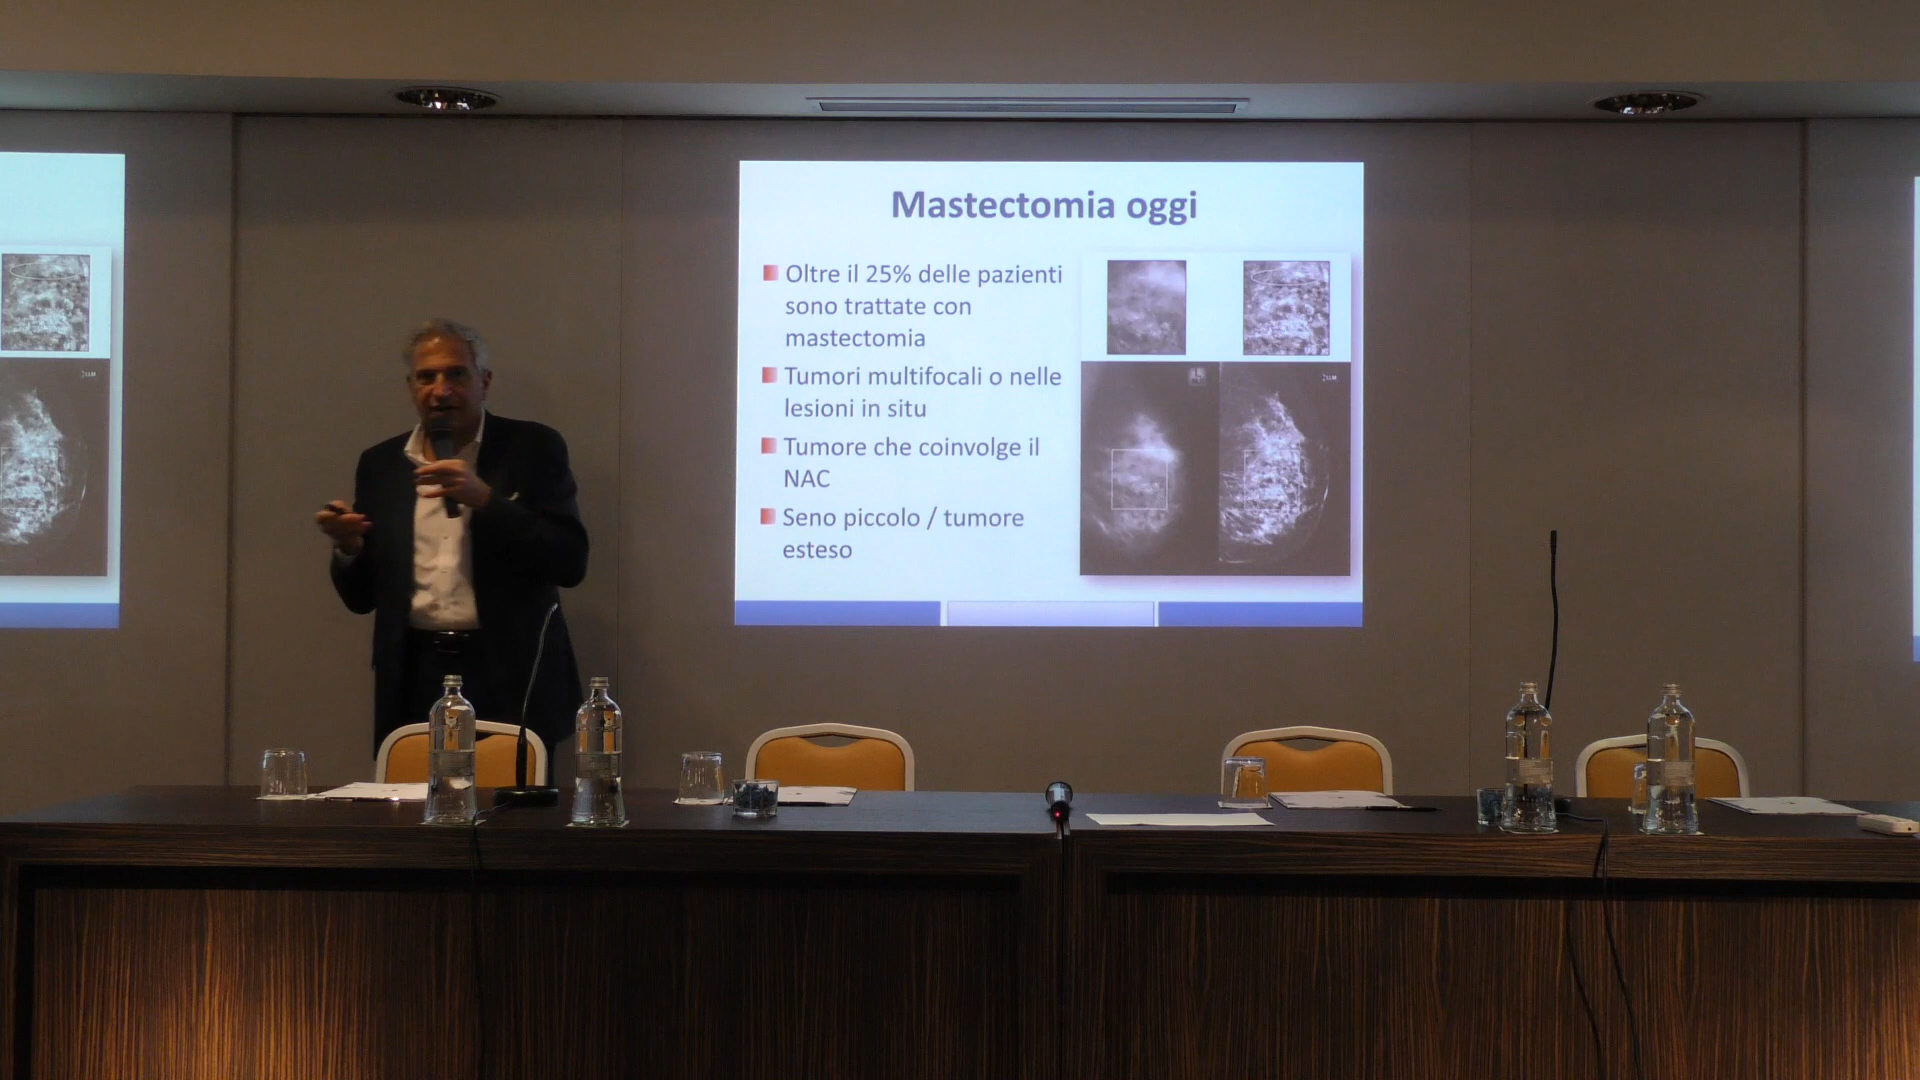 Mastectomia oggi
Oltre il 25% delle pazienti
sono trattate con
mastectomia
Tumori multifocali o nelle
lesioni in situ
Tumore che coinvolge il
NAC
Seno piccolo / tumore
esteso